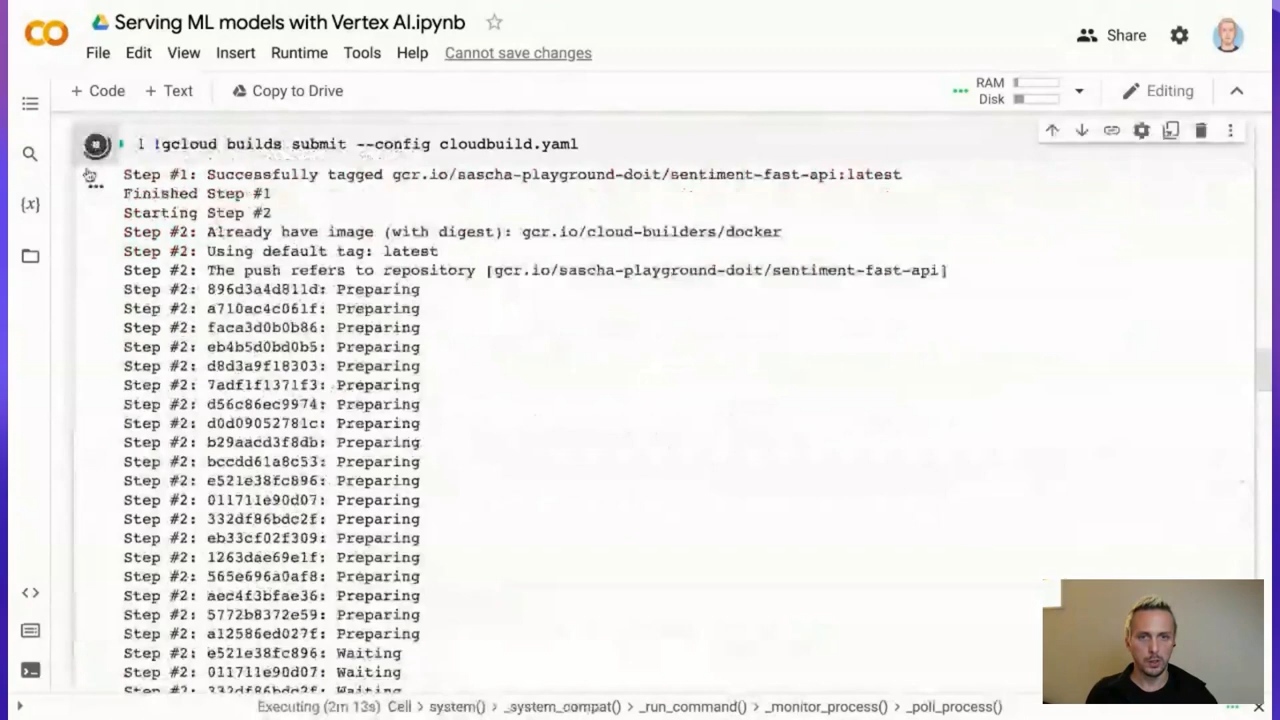 Serving ML models with Vertex AI.ipynb
File Edit View Insert Runtime Tools Help Cannot save changes
Share
+ Code + Text Copy to Drive
RAM
Disk
Editing
1 !gcloud builds submit --config cloudbuild.yaml
Step #1: Successfully tagged gcr.io/sascha-playground-doit/sentiment-fast-api:latest
Finished Step #1
Starting Step #2
Step #2: Already have image (with digest): gcr.io/cloud-builders/docker
Step #2: Using default tag: latest
Step #2: The push refers to repository [gcr.io/sascha-playground-doit/sentiment-fast-api]
Step #2: 896d3a4d811d: Preparing
Step #2: a710ac4c061f: Preparing
Step #2: faca3d0b0b86: Preparing
Step #2: eb4b5d0bd0b5: Preparing
Step #2: d8d3a9f18303: Preparing
Step #2: 7adf1f1371f3: Preparing
Step #2: d56c86ec9974: Preparing
Step #2: d0d09052781c: Preparing
Step #2: b29aacd3f8db: Preparing
Step #2: bccdd61a8c53: Preparing
Step #2: e521e38fc896: Preparing
Step #2: 011711e90d07: Preparing
Step #2: 332df86bdc2f: Preparing
Step #2: eb33cf02f309: Preparing
Step #2: 1263dae69e1f: Preparing
Step #2: 565e696a0af8: Preparing
Step #2: aec4f3bfae36: Preparing
Step #2: 5772b8372e59: Preparing
Step #2: a12586ed027f: Preparing
Step #2: e521e38fc896: Waiting
Step #2: 011711e90d07: Waiting
Step #2: 332df86bdc2f: Waiting
Executing (2m 13s) Cell > system() > _system_compat() > _run_command() > _monitor_process() > _poll_process()